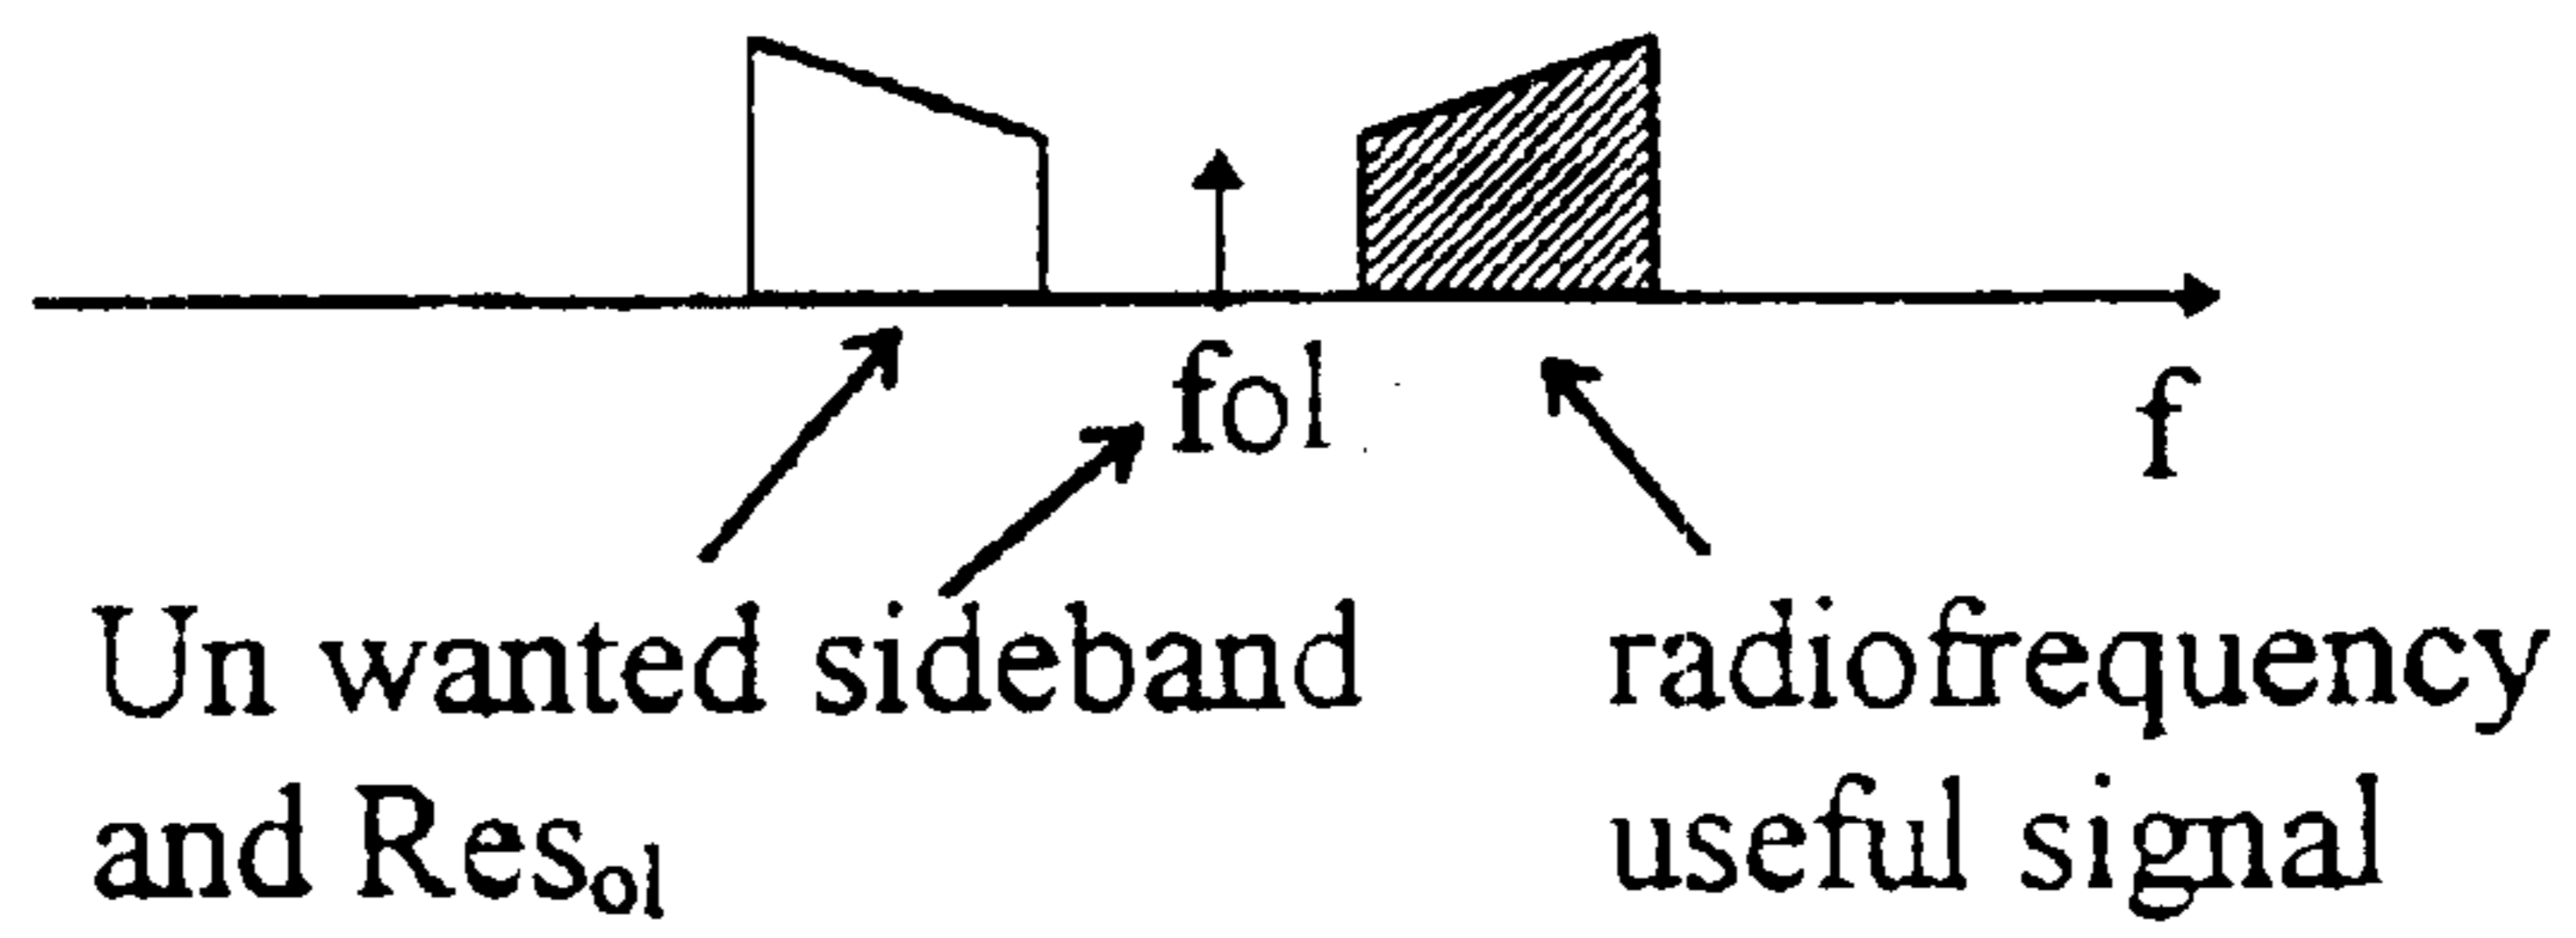 fol
f
Un wanted sideband
and Resol
radiofrequency
useful signal